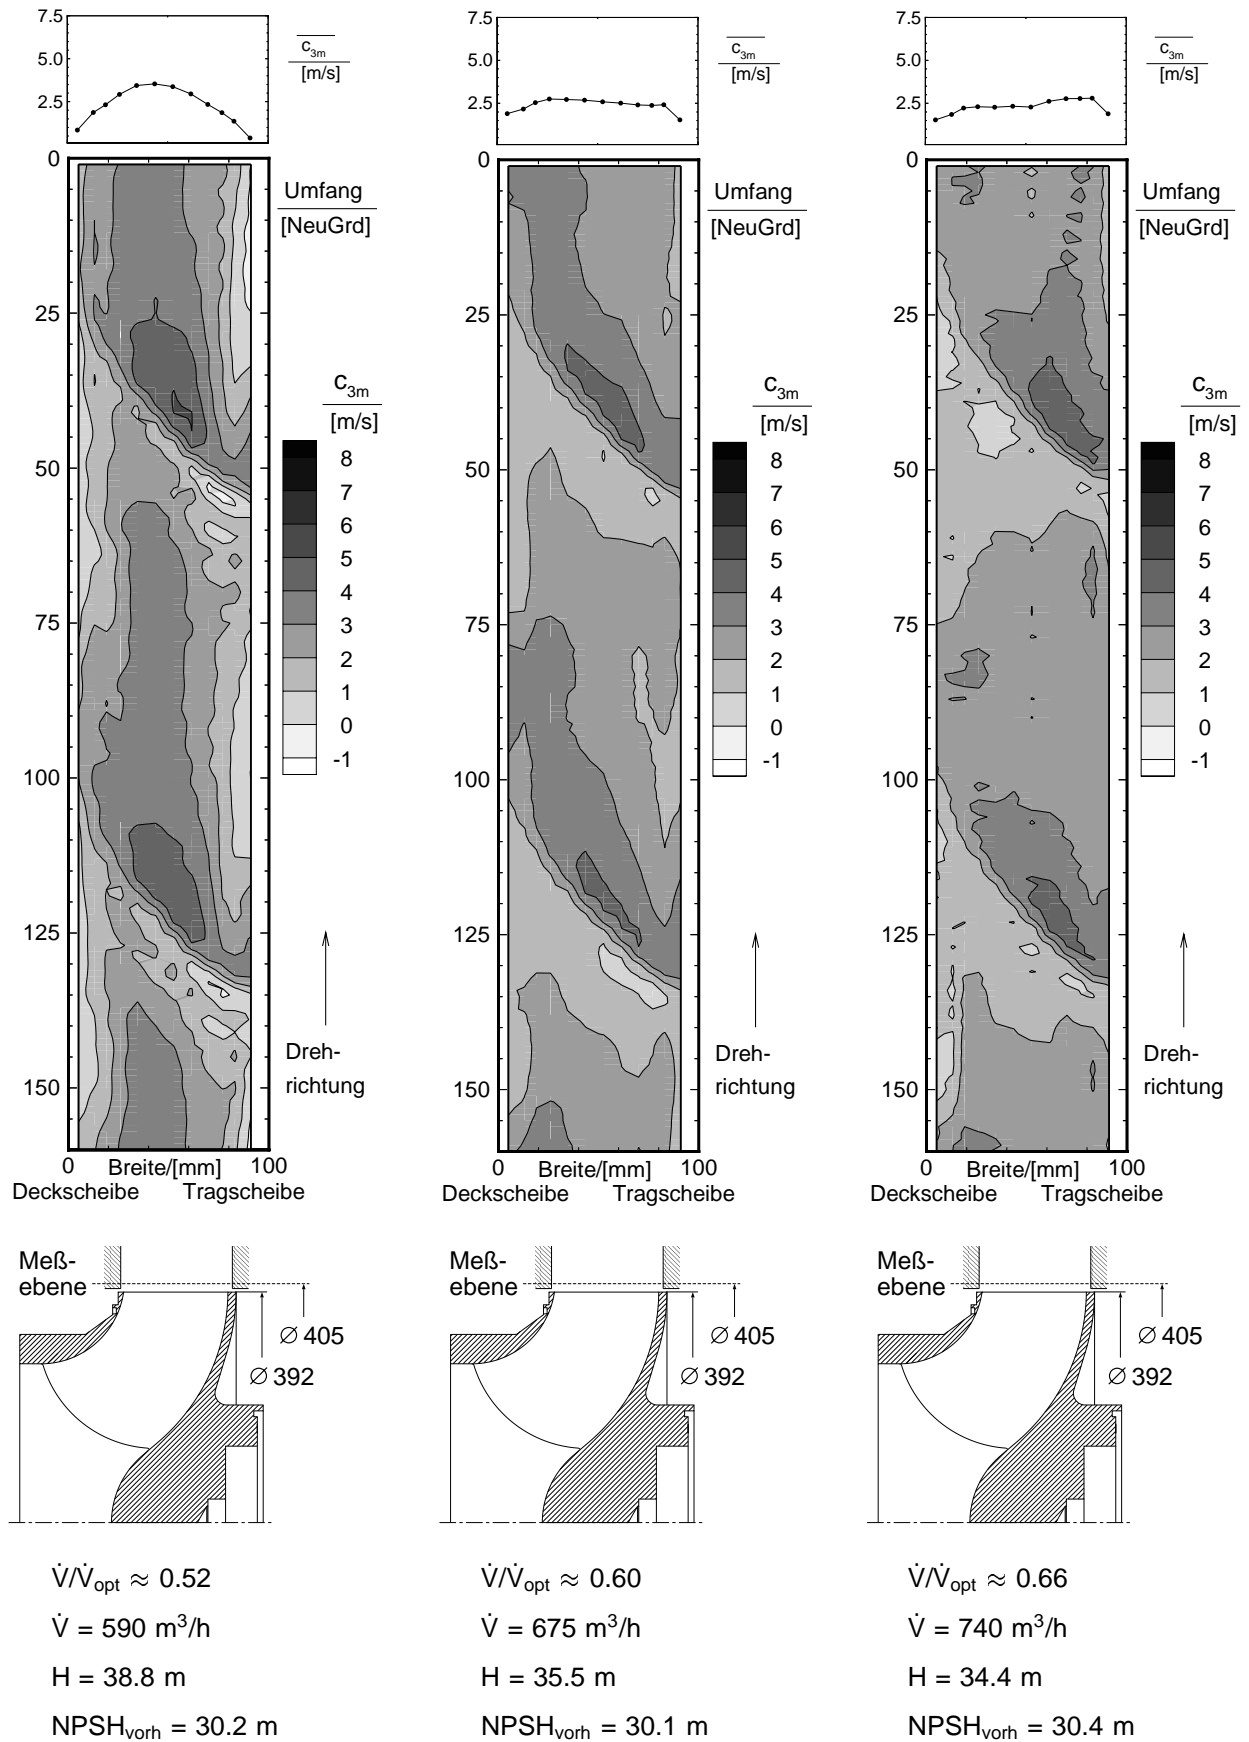 7.5
5.0
2.5
c3m
[m/s]
7.5
5.0
2.5
c3m
[m/s]
7.5
5.0
2.5
c3m
[m/s]
0
25
50
75
100
125
150
0
100
Umfang
[NeuGrd]
c3m
[m/s]
8
7
6
5
4
3
2
1
0
-1
Dreh-
richtung
Breite/[mm]
Deckscheibe
Tragscheibe
0
25
50
75
100
125
150
0
100
Umfang
[NeuGrd]
c3m
[m/s]
8
7
6
5
4
3
2
1
0
-1
Dreh-
richtung
Breite/[mm]
Deckscheibe
Tragscheibe
0
25
50
75
100
125
150
0
100
Umfang
[NeuGrd]
c3m
[m/s]
8
7
6
5
4
3
2
1
0
-1
Dreh-
richtung
Breite/[mm]
Deckscheibe
Tragscheibe
Meß-
ebene
∅ 405
∅ 392
Meß-
ebene
∅ 405
∅ 392
Meß-
ebene
∅ 405
∅ 392
V̇/V̇opt ≈ 0.52
V̇ = 590 m³/h
H = 38.8 m
NPSHvorh = 30.2 m
V̇/V̇opt ≈ 0.60
V̇ = 675 m³/h
H = 35.5 m
NPSHvorh = 30.1 m
V̇/V̇opt ≈ 0.66
V̇ = 740 m³/h
H = 34.4 m
NPSHvorh = 30.4 m